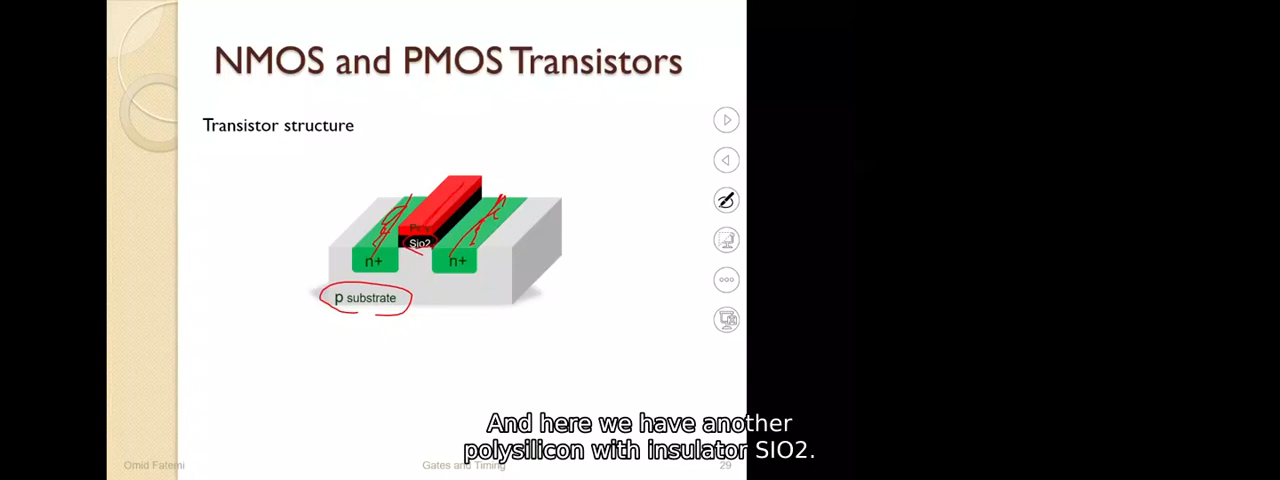 NMOS and PMOS Transistors
Transistor structure
Sio2
n+
n+
p substrate
And here we have another
polysilicon with insulator SIO2.
Omid Fatemi
Gates and Timing
29